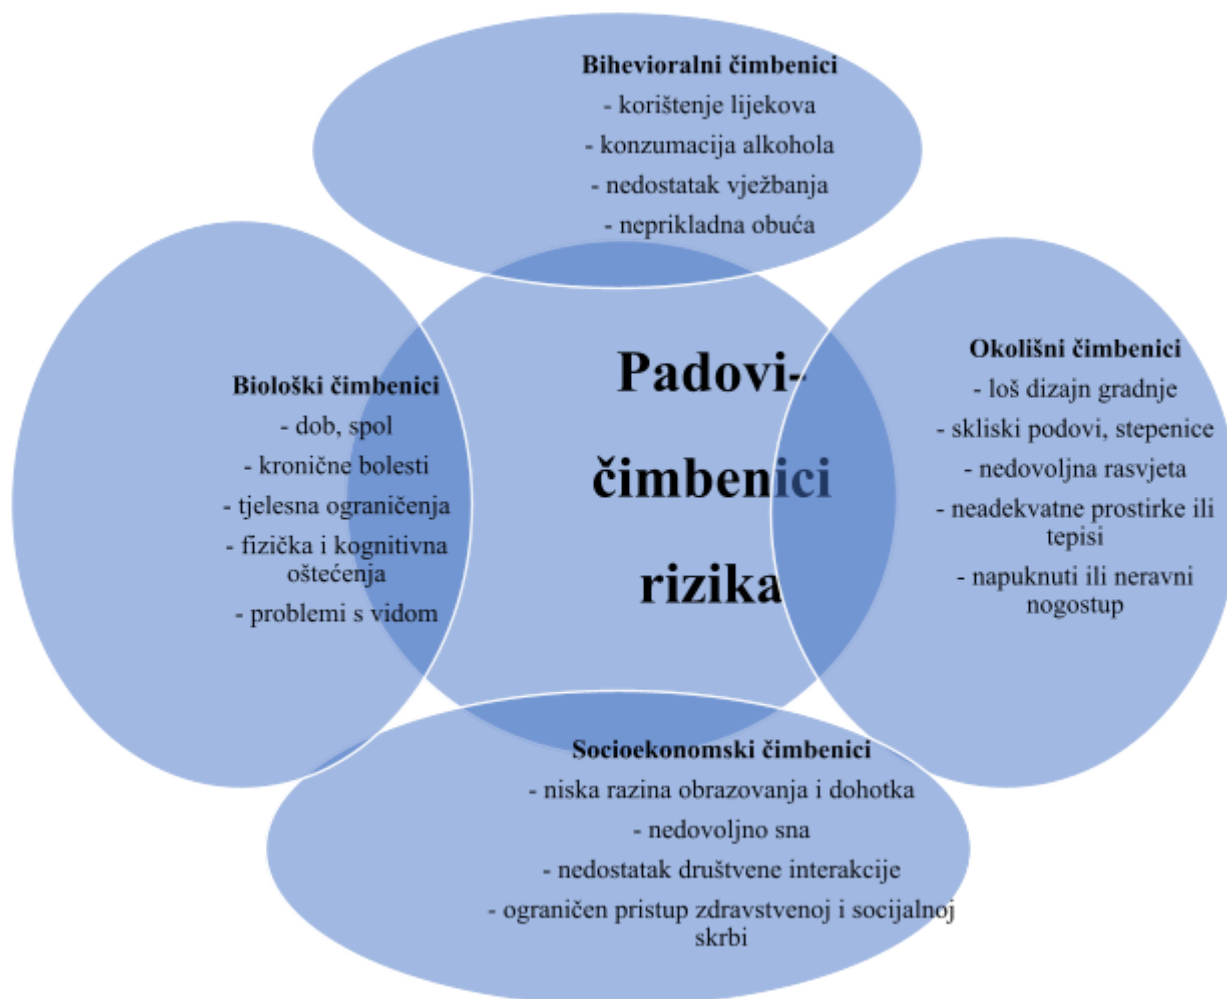 Bihevioralni čimbenici
- korištenje lijekova
- konzumacija alkohola
- nedostatak vježbanja
- neprikladna obuća
Padovi-
čimbenici
rizika
Biološki čimbenici
- dob, spol
- kronične bolesti
- tjelesna ograničenja
- fizička i kognitivna
oštećenja
- problemi s vidom
Okolišni čimbenici
- loš dizajn gradnje
- skliski podovi, stepenice
- nedovoljna rasvjeta
- neadekvatne prostirke ili
tepisi
- napuknuti ili neravni
nogostup
Socioekonomski čimbenici
- niska razina obrazovanja i dohotka
- nedovoljno sna
- nedostatak društvene interakcije
- ograničen pristup zdravstvenoj i socijalnoj
skrbi